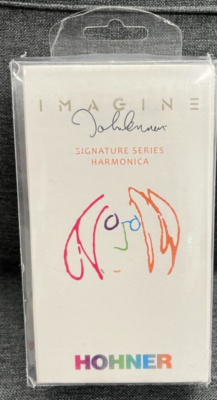 IMAGINE
John Lennon
SIGNATURE SERIES
HARMONICA
HOHNER